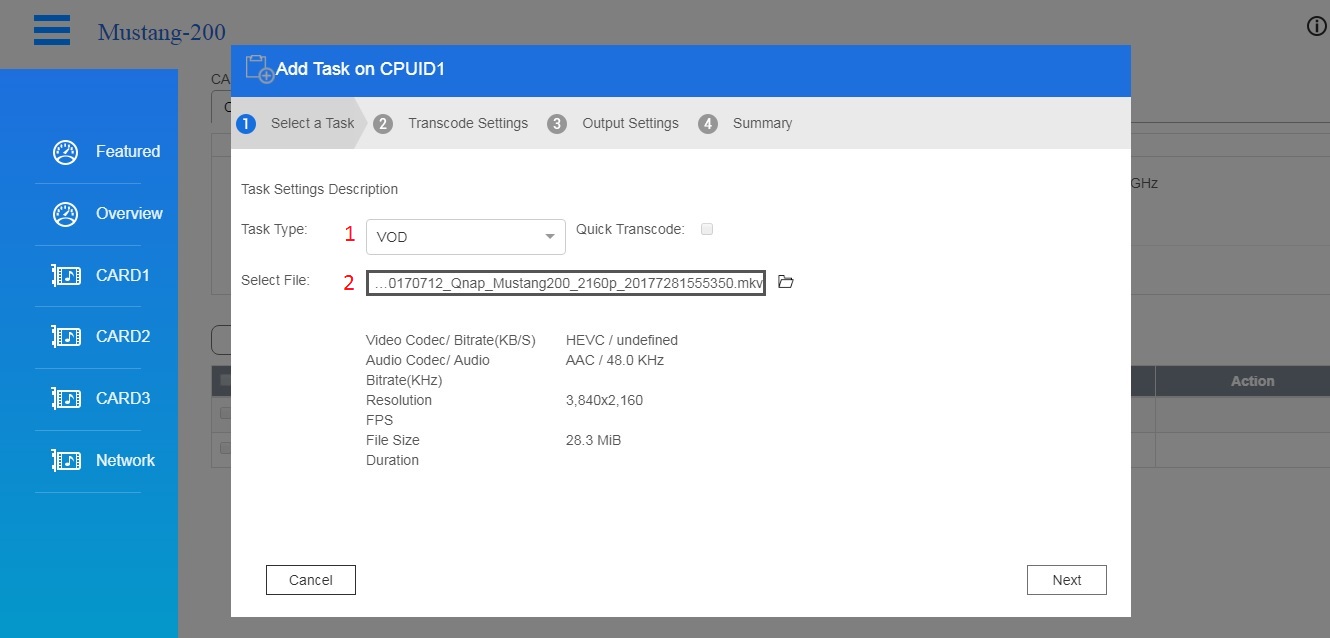 Mustang-200
CA
Add Task on CPUID1
1 Select a Task 2 Transcode Settings 3 Output Settings 4 Summary
Featured
Overview
CARD1
CARD2
CARD3
Network
Task Settings Description
Task Type: 1 VOD Quick Transcode:
Select File: 2 ...0170712_Qnap_Mustang200_2160p_20177281555350.mkv
Video Codec/ Bitrate(KB/S) HEVC / undefined
Audio Codec/ Audio AAC / 48.0 KHz
Bitrate(KHz)
Resolution 3,840x2,160
FPS
File Size 28.3 MiB
Duration
Cancel Next
GHz
Action